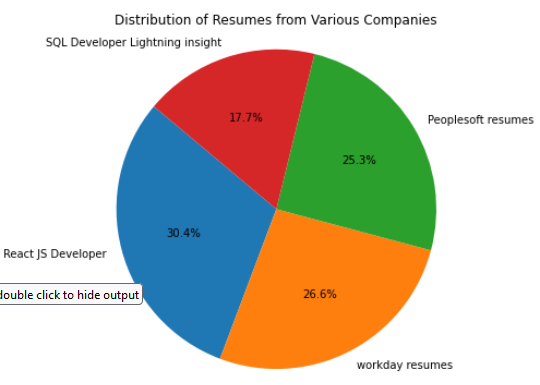 Distribution of Resumes from Various Companies
SQL Developer Lightning insight
17.7%
Peoplesoft resumes
25.3%
30.4%
React JS Developer
double click to hide output
26.6%
workday resumes